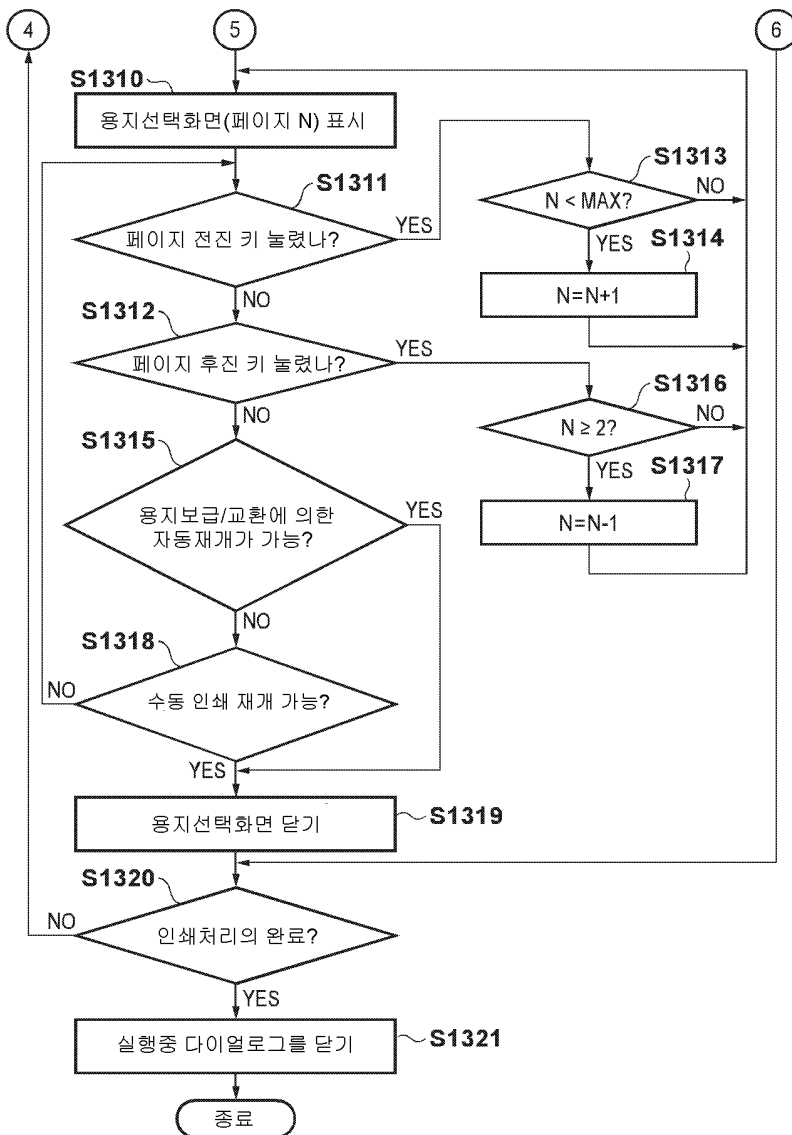 4
5
6
S1310
용지선택화면(페이지 N) 표시
S1311
페이지 전진 키 눌렸나?
YES
S1313
N < MAX?
NO
YES
S1314
N=N+1
NO
S1312
페이지 후진 키 눌렸나?
YES
S1316
N ≥ 2?
NO
YES
S1317
N=N-1
NO
S1315
용지보급/교환에 의한
자동재개가 가능?
YES
NO
S1318
수동 인쇄 재개 가능?
NO
YES
용지선택화면 닫기
S1319
S1320
인쇄처리의 완료?
NO
YES
실행중 다이얼로그를 닫기
S1321
종료